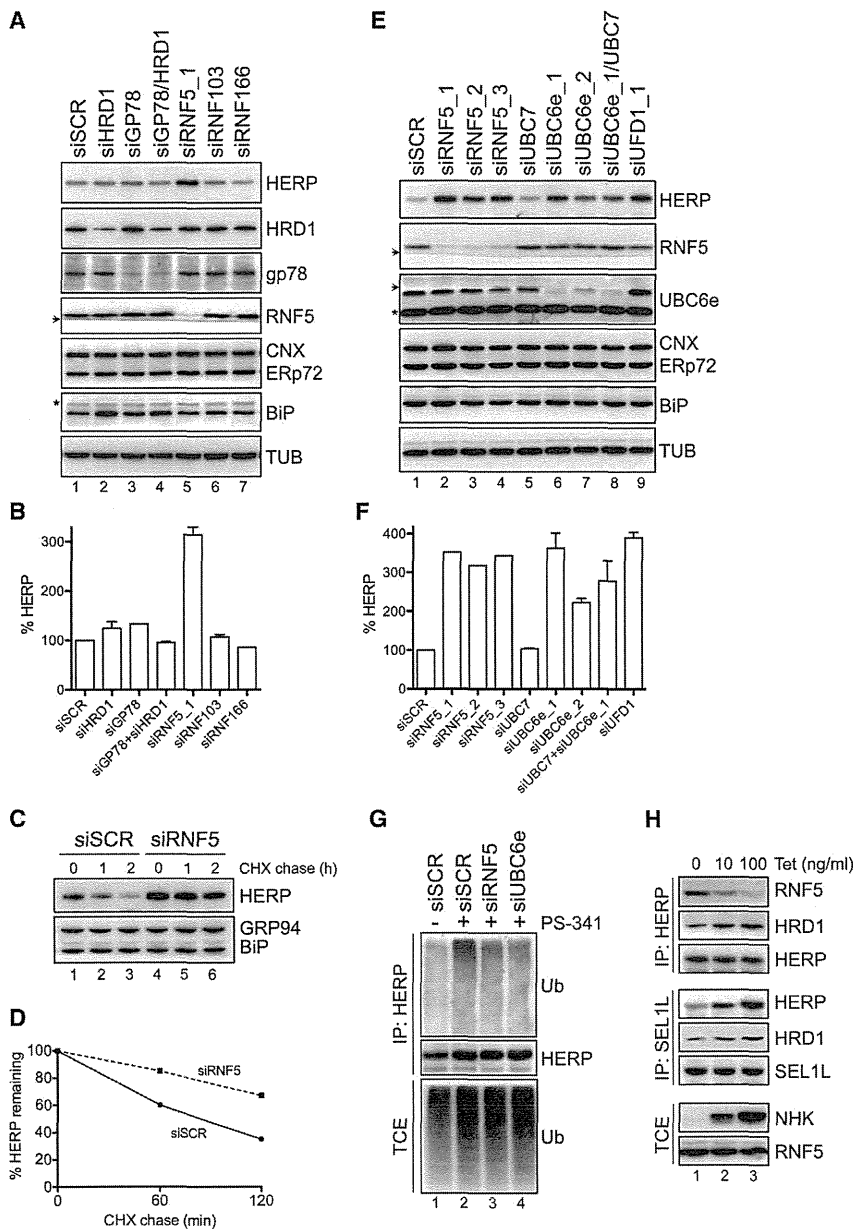 A
siSCR
siHRD1
siGP78
siGP78/HRD1
siRNF5_1
siRNF103
siRNF166
HERP
HRD1
gp78
RNF5
CNX
ERp72
*
BiP
TUB
1 2 3 4 5 6 7
B
% HERP
300
200
100
0
siSCR
siHRD1
siGP78
siGP78+siHRD1
siRNF5_1
siRNF103
siRNF166
C
siSCR siRNF5
0 1 2 0 1 2 CHX chase (h)
HERP
GRP94
BiP
1 2 3 4 5 6
D
% HERP remaining
100
80
60
40
20
0
siRNF5
siSCR
0 60 120
CHX chase (min)
E
siSCR
siRNF5_1
siRNF5_2
siRNF5_3
siUBC7
siUBC6e_1
siUBC6e_2
siUBC6e_1/UBC7
siUFD1_1
HERP
RNF5
UBC6e
*
CNX
ERp72
BiP
TUB
1 2 3 4 5 6 7 8 9
F
% HERP
400
300
200
100
0
siSCR
siRNF5_1
siRNF5_2
siRNF5_3
siUBC7
siUBC6e_1
siUBC6e_2
siUBC7+siUBC6e_1
siUFD1
G
siSCR
siSCR
siRNF5
siUBC6e
- + + + PS-341
IP: HERP
Ub
HERP
TCE
Ub
1 2 3 4
H
0 10 100 Tet (ng/ml)
IP: HERP
RNF5
HRD1
HERP
IP: SEL1L
HERP
HRD1
SEL1L
TCE
NHK
RNF5
1 2 3